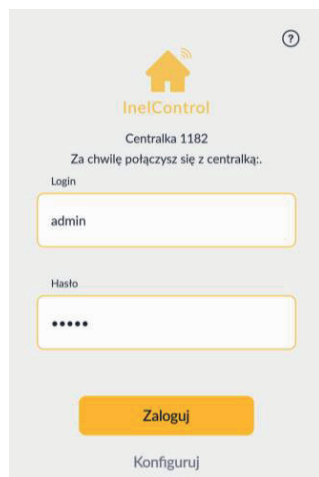 ?
InelControl
Centralka 1182
Za chwilę połączysz się z centralką:.
Login
admin
Hasło
•••••
Zaloguj
Konfiguruj